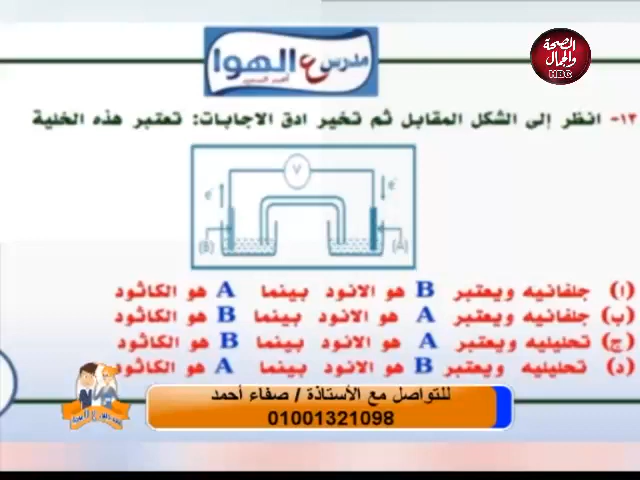 الصحة
والجمال
HBC
مدرس ع الهوا
١٣- انظر إلى الشكل المقابل ثم تخير ادق الاجابات: تعتبر هذه الخلية
V
e⁻ e⁻
(B) (A)
(ا) جلفانيه ويعتبر B هو الانود بينما A هو الكاثود
(ب) جلفانيه ويعتبر A هو الانود بينما B هو الكاثود
(ج) تحليليه ويعتبر A هو الانود بينما B هو الكاثود
(د) تحليليه ويعتبر B هو الانود بينما A هو الكاثود
للتواصل مع الأستاذة / صفاء أحمد
01001321098